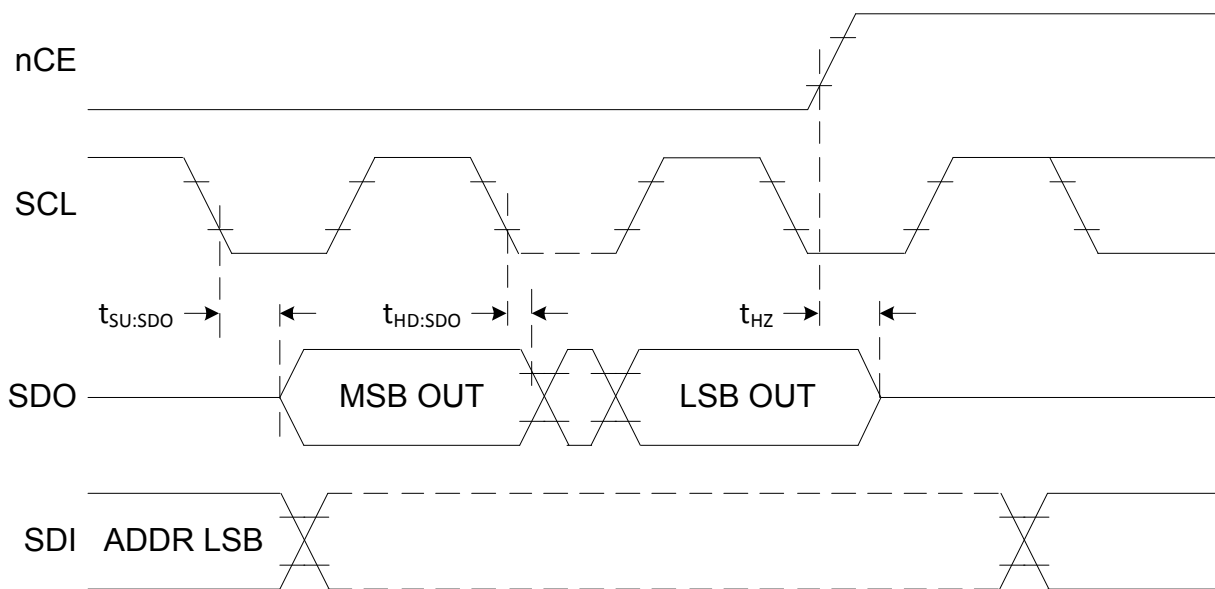 nCE
SCL
tSU:SDO
tHD:SDO
tHZ
SDO
MSB OUT
LSB OUT
SDI
ADDR LSB